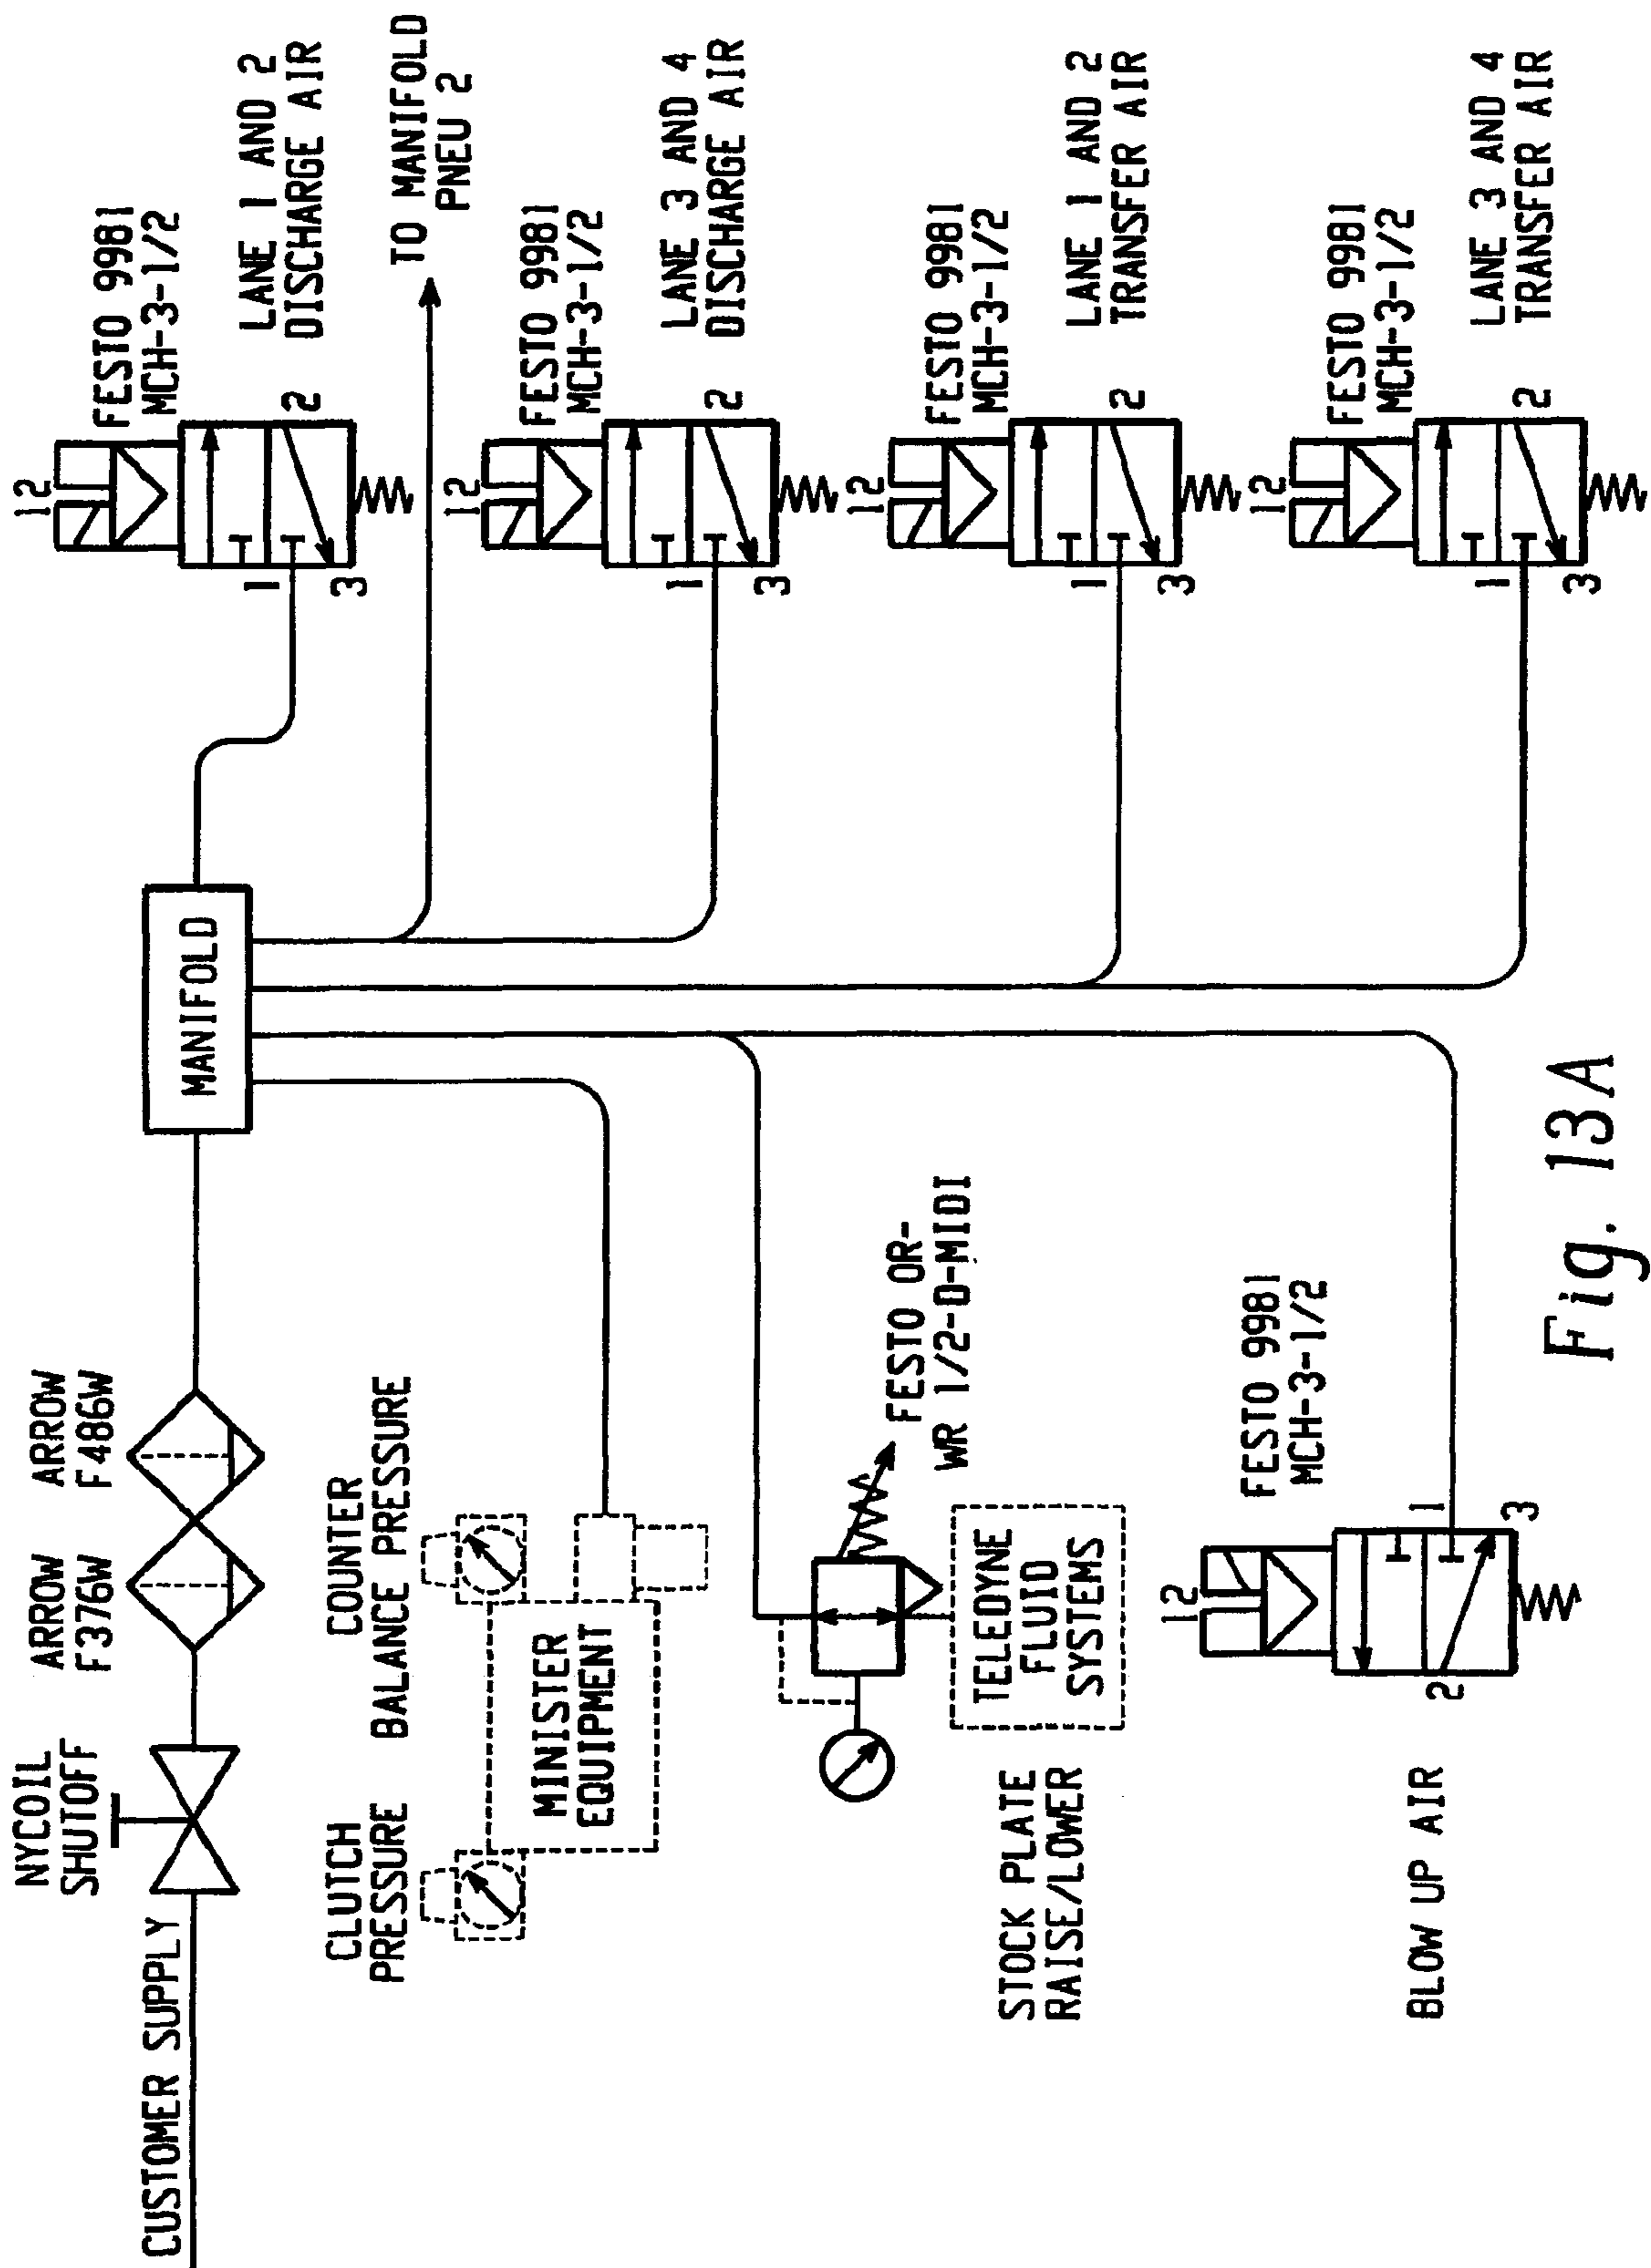 CUSTOMER SUPPLY
NYCOIL
SHUTOFF
ARROW
F376W
ARROW
F486W
MANIFOLD
12
FESTO 9981
MCH-3-1/2
1
2
3
LANE 1 AND 2
DISCHARGE AIR
TO MANIFOLD
PNEU 2
12
FESTO 9981
MCH-3-1/2
1
2
3
LANE 3 AND 4
DISCHARGE AIR
12
FESTO 9981
MCH-3-1/2
1
2
3
LANE 1 AND 2
TRANSFER AIR
12
FESTO 9981
MCH-3-1/2
1
2
3
LANE 3 AND 4
TRANSFER AIR
CLUTCH
PRESSURE
COUNTER
BALANCE PRESSURE
MINISTER
EQUIPMENT
FESTO OR-
WR 1/2-D-MIDI
TELEDYNE
FLUID
SYSTEMS
STOCK PLATE
RAISE/LOWER
12
FESTO 9981
MCH-3-1/2
2
1
3
BLOW UP AIR
Fig. 13A